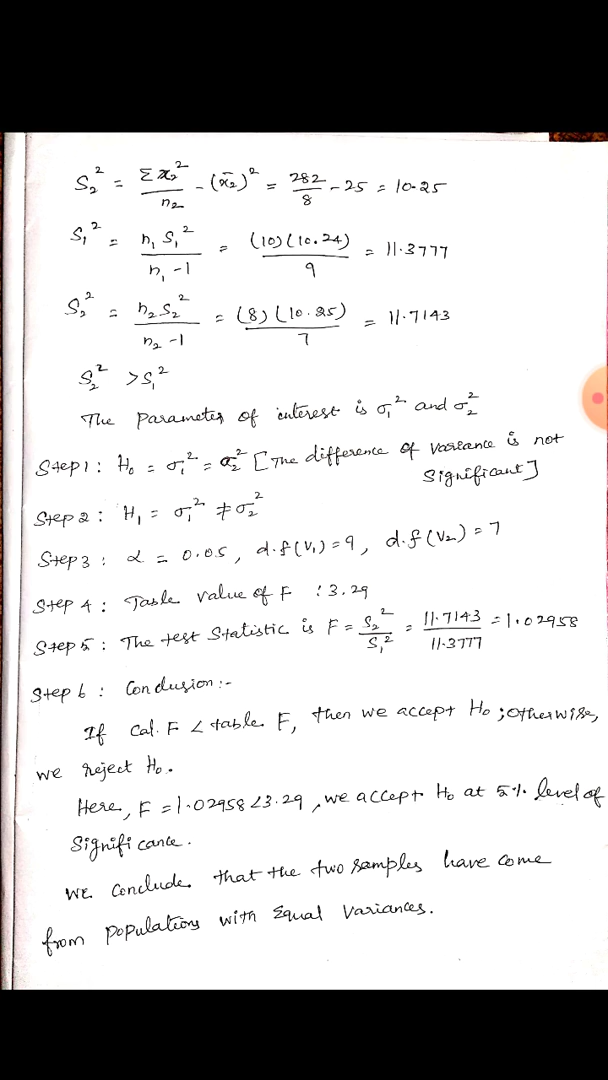 S₂² = Σx₂²/n₂ - (x̄₂)² = 282/8 - 25 = 10.25
S₁² = n₁S₁²/n₁-1 = (10)(10.24)/9 = 11.3777
S₂² = n₂S₂²/n₂-1 = (8)(10.25)/7 = 11.7143
S₂² > S₁²
The parameter of interest is σ₁² and σ₂²
Step 1 : H₀ = σ₁² = σ₂² [The difference of variance is not
Significant]
Step 2 : H₁ = σ₁² ≠ σ₂²
Step 3 : α = 0.05, d.f(V₁) = 9, d.f(V₂) = 7
Step 4 : Table value of F : 3.29
Step 5 : The test Statistic is F = S₂²/S₁² = 11.7143/11.3777 = 1.02958
Step 6 : Conclusion :-
If Cal. F < table F, then we accept H₀ ; otherwise,
we reject H₀.
Here, F = 1.02958 < 3.29, we accept H₀ at 5% level of
Significance.
We Conclude that the two samples have come
from populations with Equal Variances.